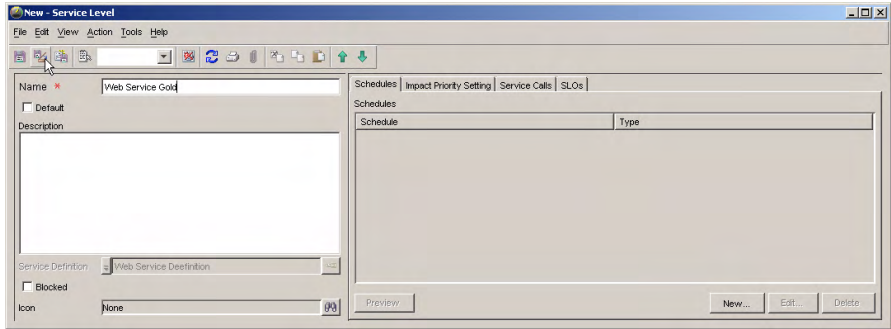 New - Service Level
File Edit View Action Tools Help
Name *
Web Service Gold
Default
Description
Service Definition
Web Service Deetinition
Blocked
Icon
None
Schedules
Impact Priority Setting
Service Calls
SLOs
Schedules
Schedule
Type
Preview
New...
Edit...
Delete